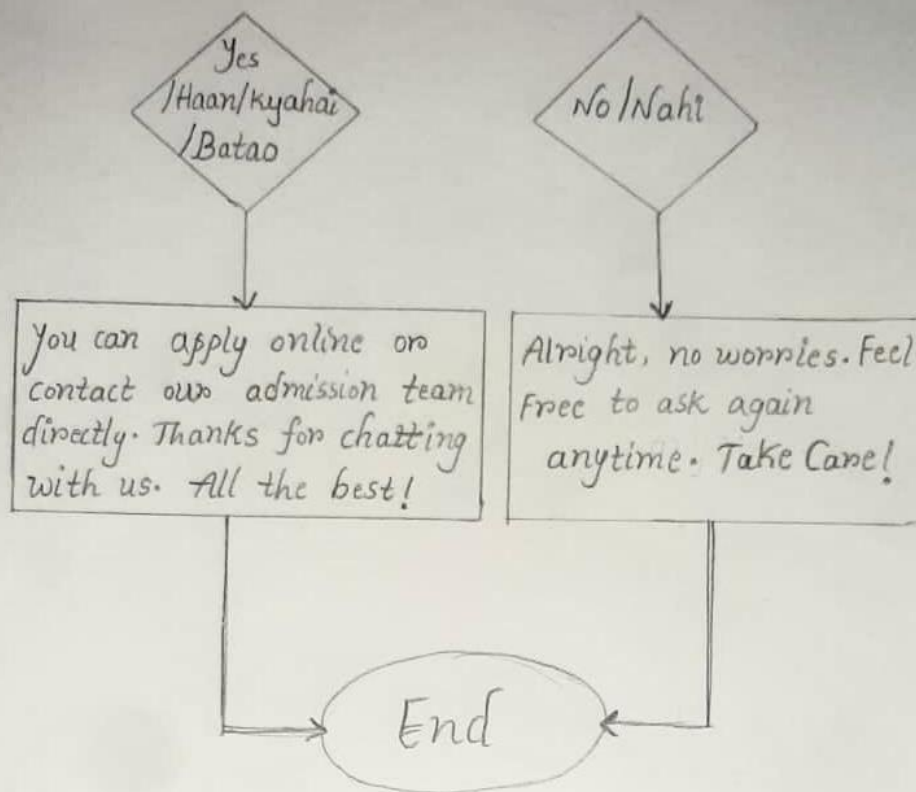 Yes
/Haan/kyahai
/Batao
No/Nahi
You can apply online or
contact our admission team
directly. Thanks for chatting
with us. All the best!
Alright, no worries. Feel
Free to ask again
anytime. Take Care!
End